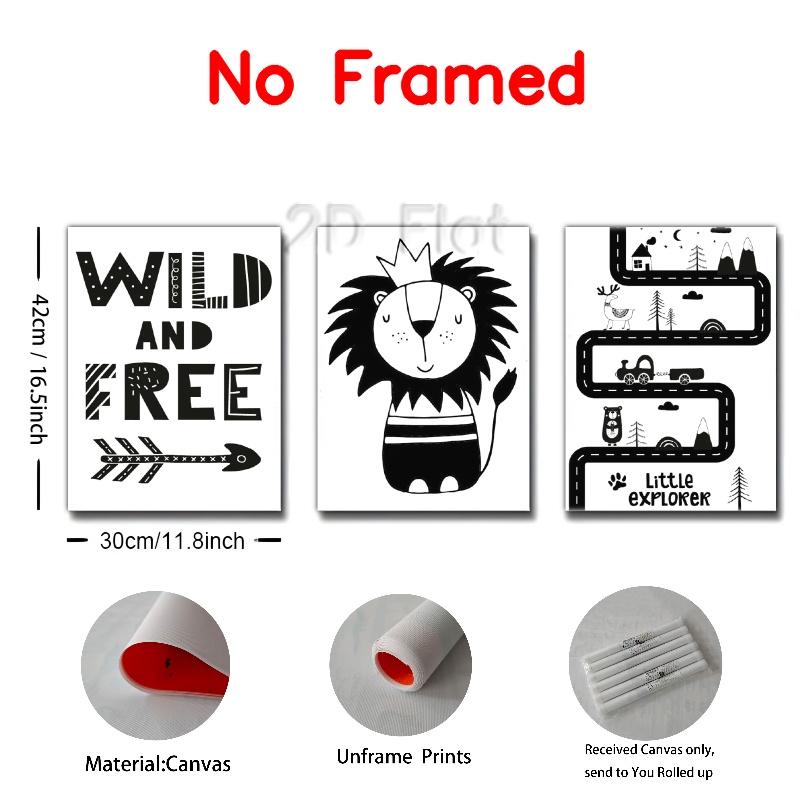 No Framed
2D Flat
42cm / 16.5inch
WILD
AND
FREE
Little
EXPLORER
30cm/11.8inch
Material:Canvas
Unframe Prints
Received Canvas only,
send to You Rolled up